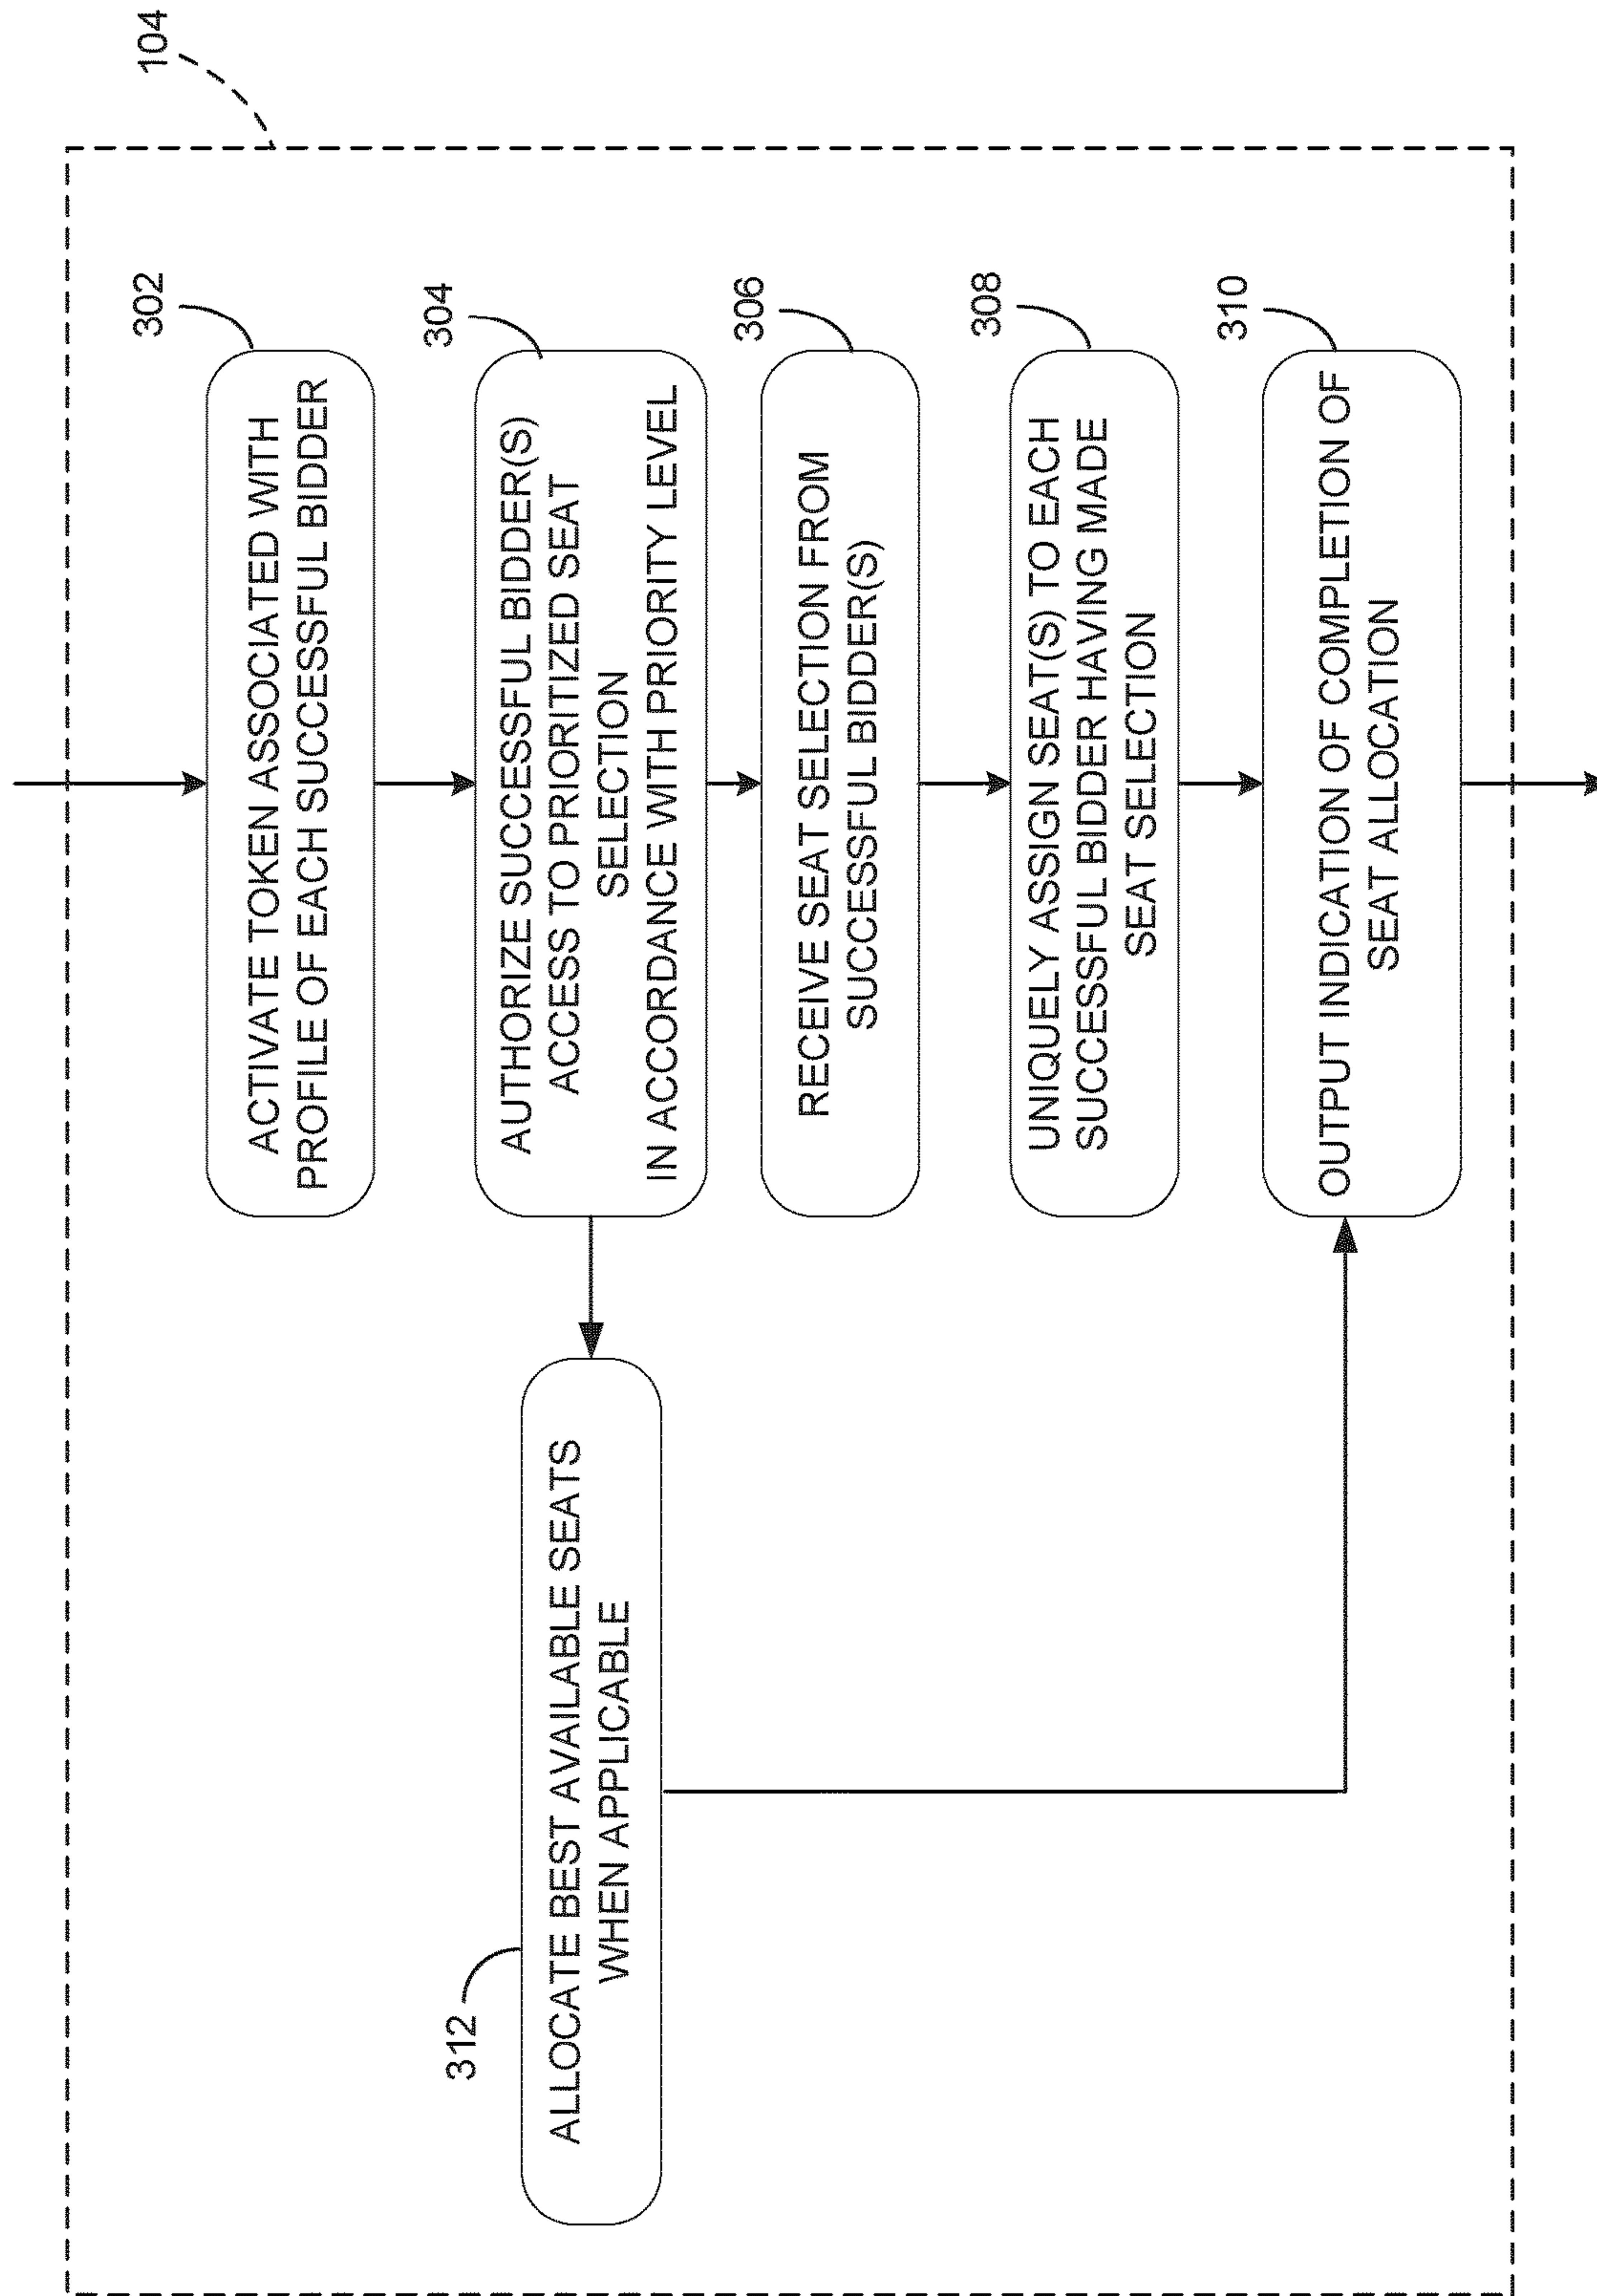 104
302
ACTIVATE TOKEN ASSOCIATED WITH
PROFILE OF EACH SUCCESSFUL BIDDER
304
AUTHORIZE SUCCESSFUL BIDDER(S)
ACCESS TO PRIORITIZED SEAT
SELECTION
IN ACCORDANCE WITH PRIORITY LEVEL
306
RECEIVE SEAT SELECTION FROM
SUCCESSFUL BIDDER(S)
308
UNIQUELY ASSIGN SEAT(S) TO EACH
SUCCESSFUL BIDDER HAVING MADE
SEAT SELECTION
310
OUTPUT INDICATION OF COMPLETION OF
SEAT ALLOCATION
312
ALLOCATE BEST AVAILABLE SEATS
WHEN APPLICABLE